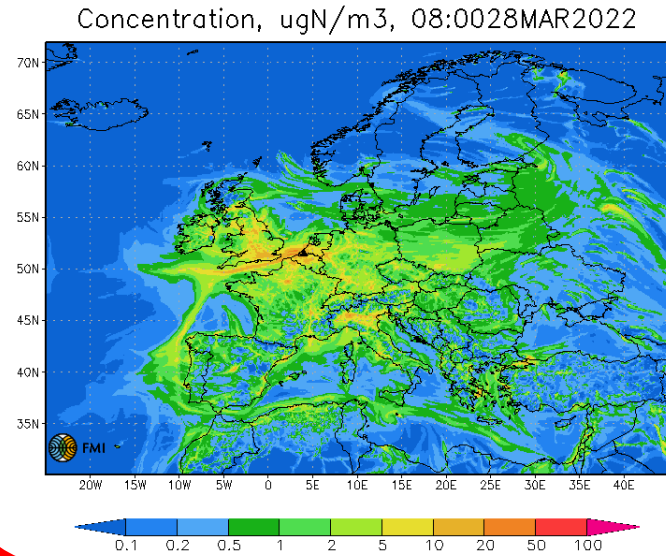 Concentration, ugN/m3, 08:0028MAR2022
70N
65N
60N
55N
50N
45N
40N
35N
FMI
20W 15W 10W 5W 0 5E 10E 15E 20E 25E 30E 35E 40E
0.1 0.2 0.5 1 2 5 10 20 50 100